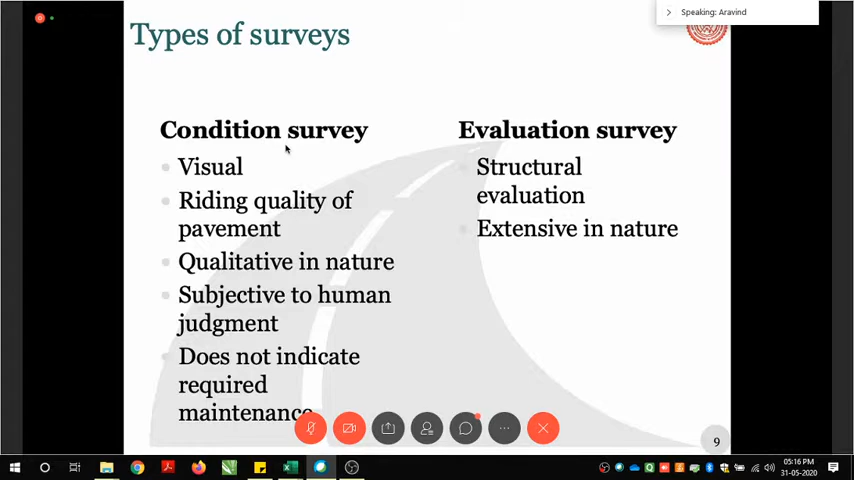 Speaking: Aravind
Types of surveys
Condition survey
Visual
Riding quality of
pavement
Qualitative in nature
Subjective to human
judgment
Does not indicate
required
maintenance
Evaluation survey
Structural
evaluation
Extensive in nature
9
05:16 PM
31-05-2020